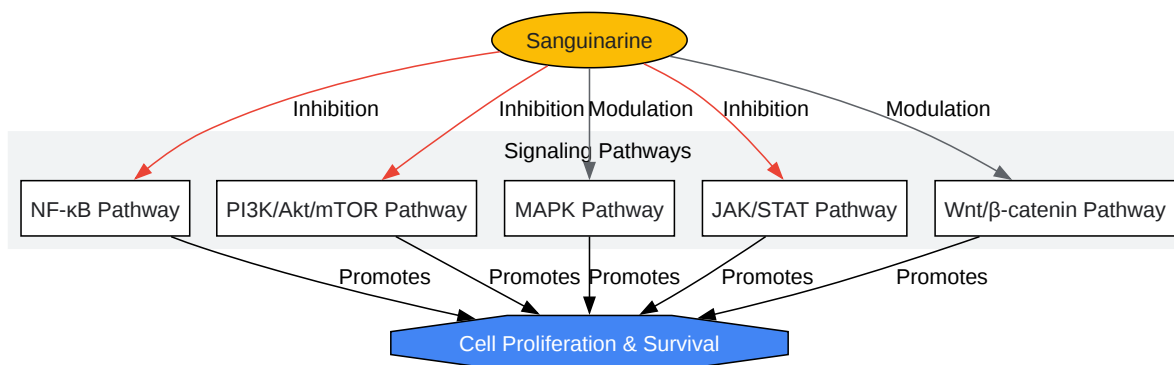 Sanguinarine
Inhibition
Inhibition
Modulation
Inhibition
Modulation
Signaling Pathways
NF-κB Pathway
PI3K/Akt/mTOR Pathway
MAPK Pathway
JAK/STAT Pathway
Wnt/β-catenin Pathway
Promotes
Promotes
Promotes
Promotes
Promotes
Cell Proliferation & Survival